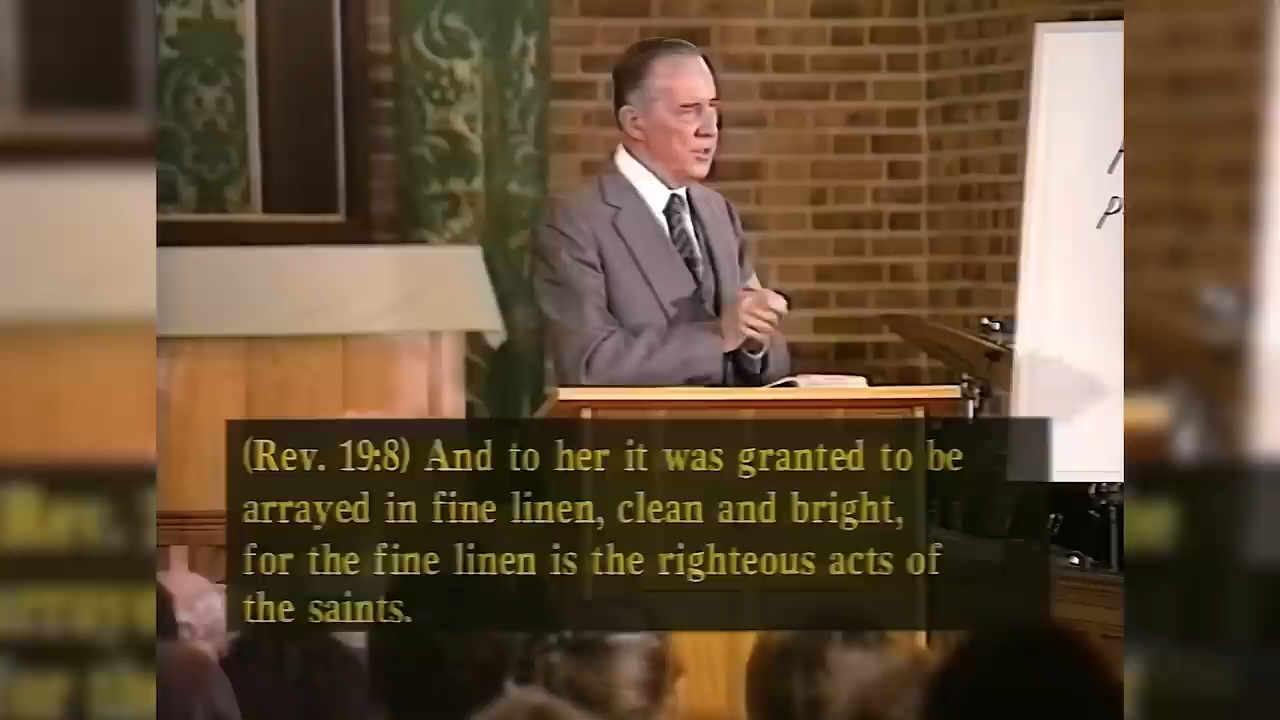 (Rev. 19:8) And to her it was granted to be
arrayed in fine linen, clean and bright,
for the fine linen is the righteous acts of
the saints.